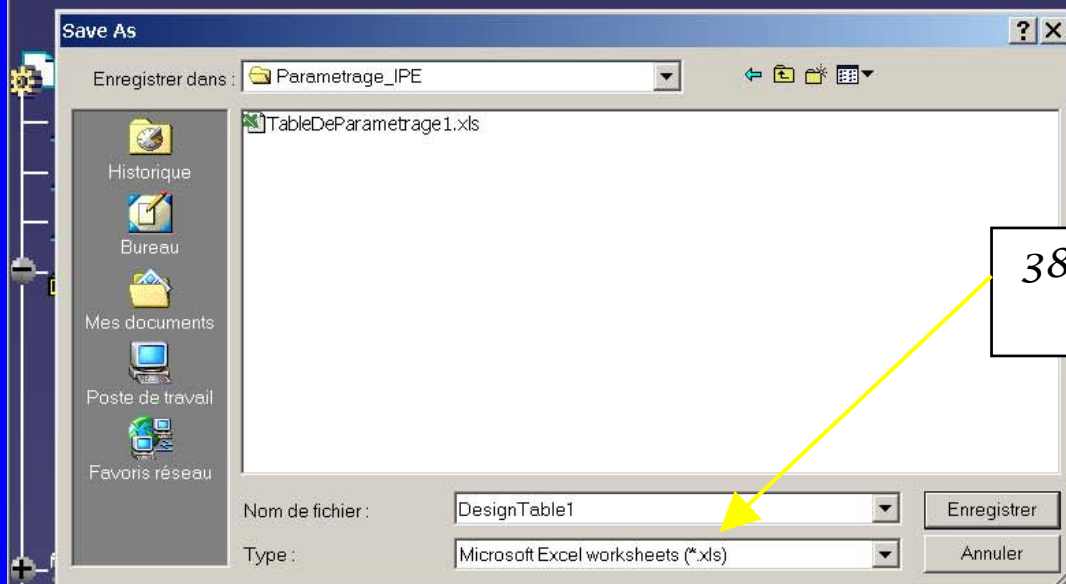 Save As
Enregistrer dans : Parametrage_IPE
TableDeParametrage1.xls
Historique
Bureau
Mes documents
Poste de travail
Favoris réseau
38
Nom de fichier : DesignTable1 Enregistrer
Type : Microsoft Excel worksheets (*.xls) Annuler